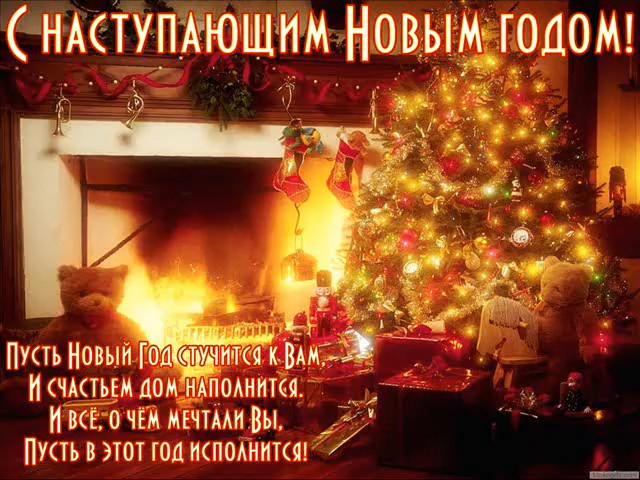 С наступающим Новым годом!
Пусть Новый Год стучится к Вам,
И счастьем дом наполнится.
И всё, о чём мечтали Вы,
Пусть в этот год исполнится!